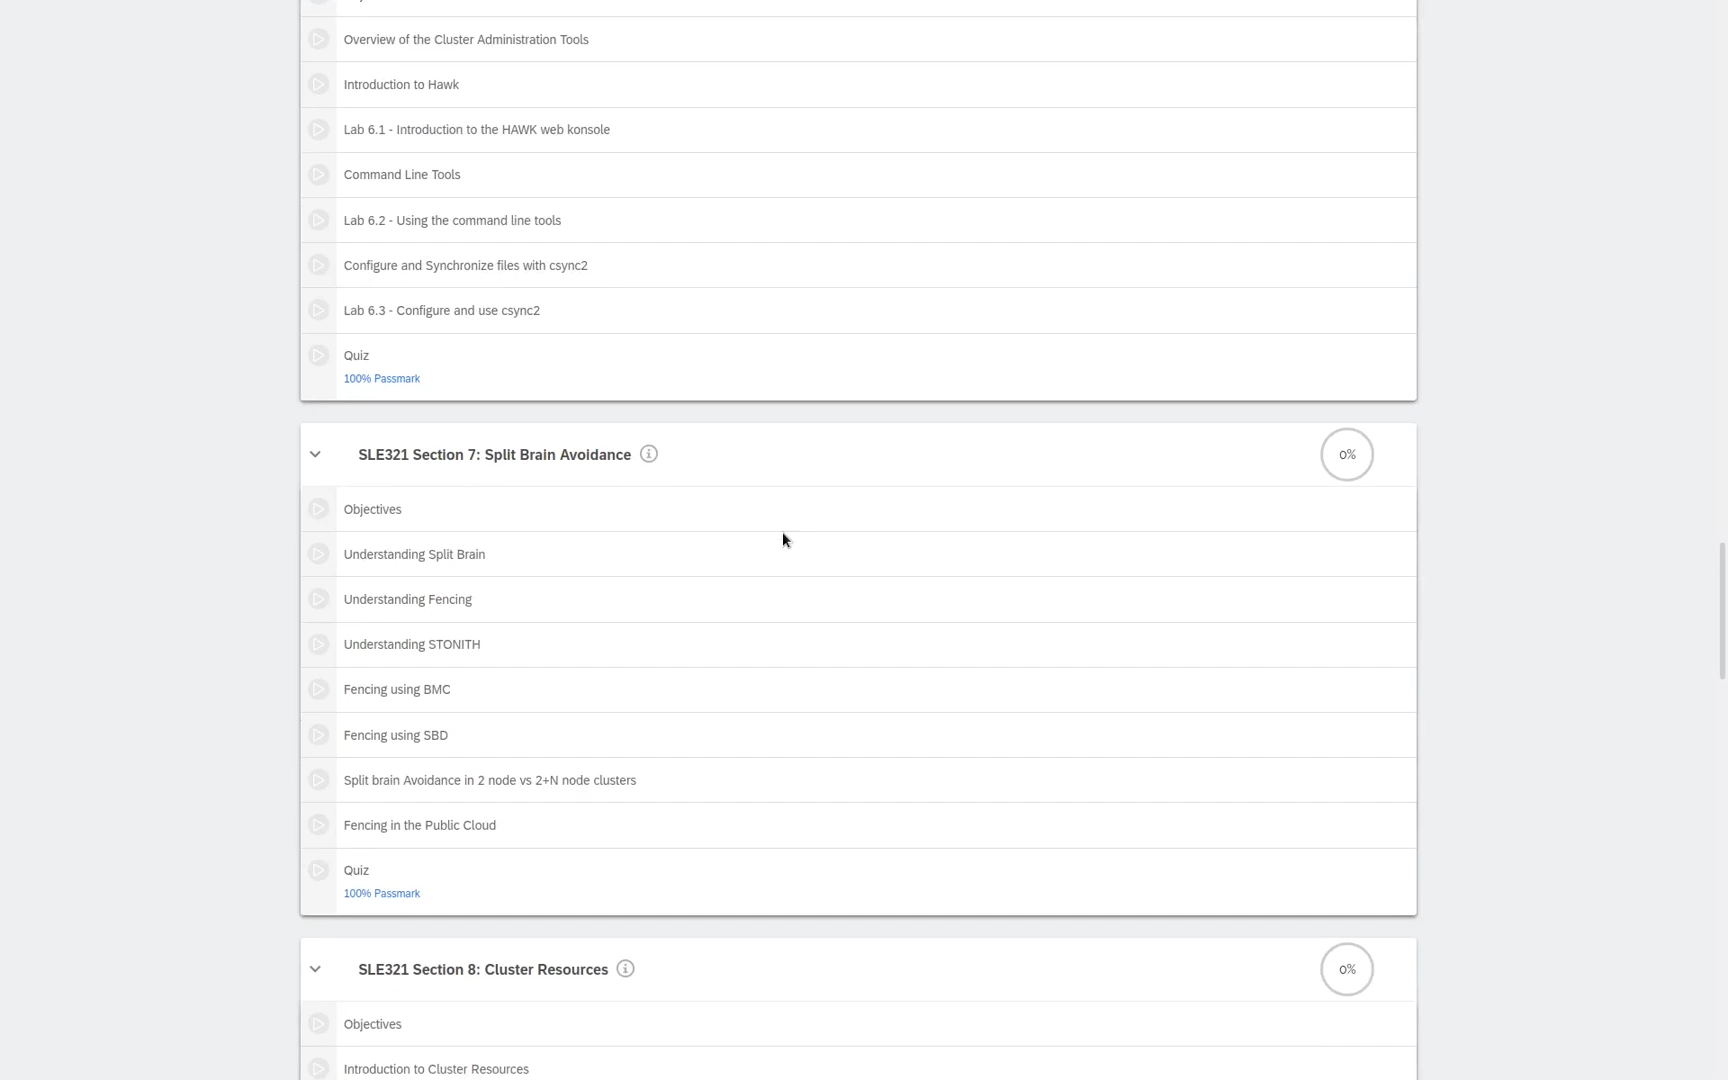 Overview of the Cluster Administration Tools
Introduction to Hawk
Lab 6.1 - Introduction to the HAWK web konsole
Command Line Tools
Lab 6.2 - Using the command line tools
Configure and Synchronize files with csync2
Lab 6.3 - Configure and use csync2
Quiz
100% Passmark
SLE321 Section 7: Split Brain Avoidance
0%
Objectives
Understanding Split Brain
Understanding Fencing
Understanding STONITH
Fencing using BMC
Fencing using SBD
Split brain Avoidance in 2 node vs 2+N node clusters
Fencing in the Public Cloud
Quiz
100% Passmark
SLE321 Section 8: Cluster Resources
0%
Objectives
Introduction to Cluster Resources